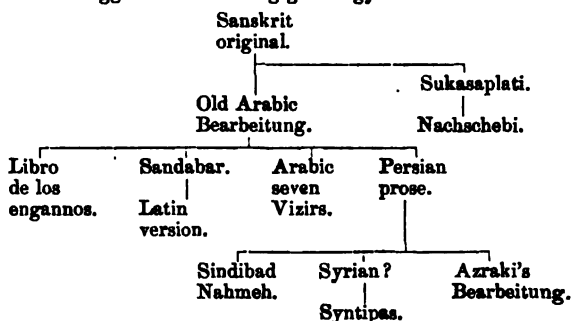 Sanskrit
original.
Sukasaplati.
Old Arabic
Bearbeitung.
Nachschebi.
Libro
de los
engannos.
Sandabar.
Latin
version.
Arabic
seven
Vizirs.
Persian
prose.
Sindibad
Nahmeh.
Syrian?
Syntipas.
Azraki's
Bearbeitung.